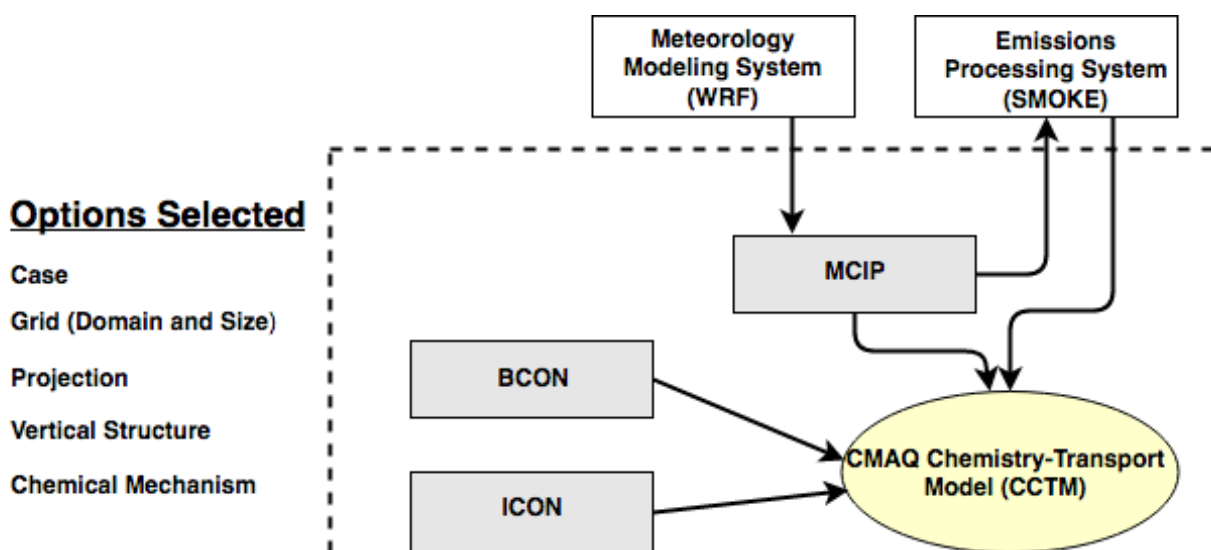 Meteorology
Modeling System
(WRF)
Emissions
Processing System
(SMOKE)
Options Selected
Case
Grid (Domain and Size)
Projection
Vertical Structure
Chemical Mechanism
MCIP
BCON
ICON
CMAQ Chemistry-Transport
Model (CCTM)